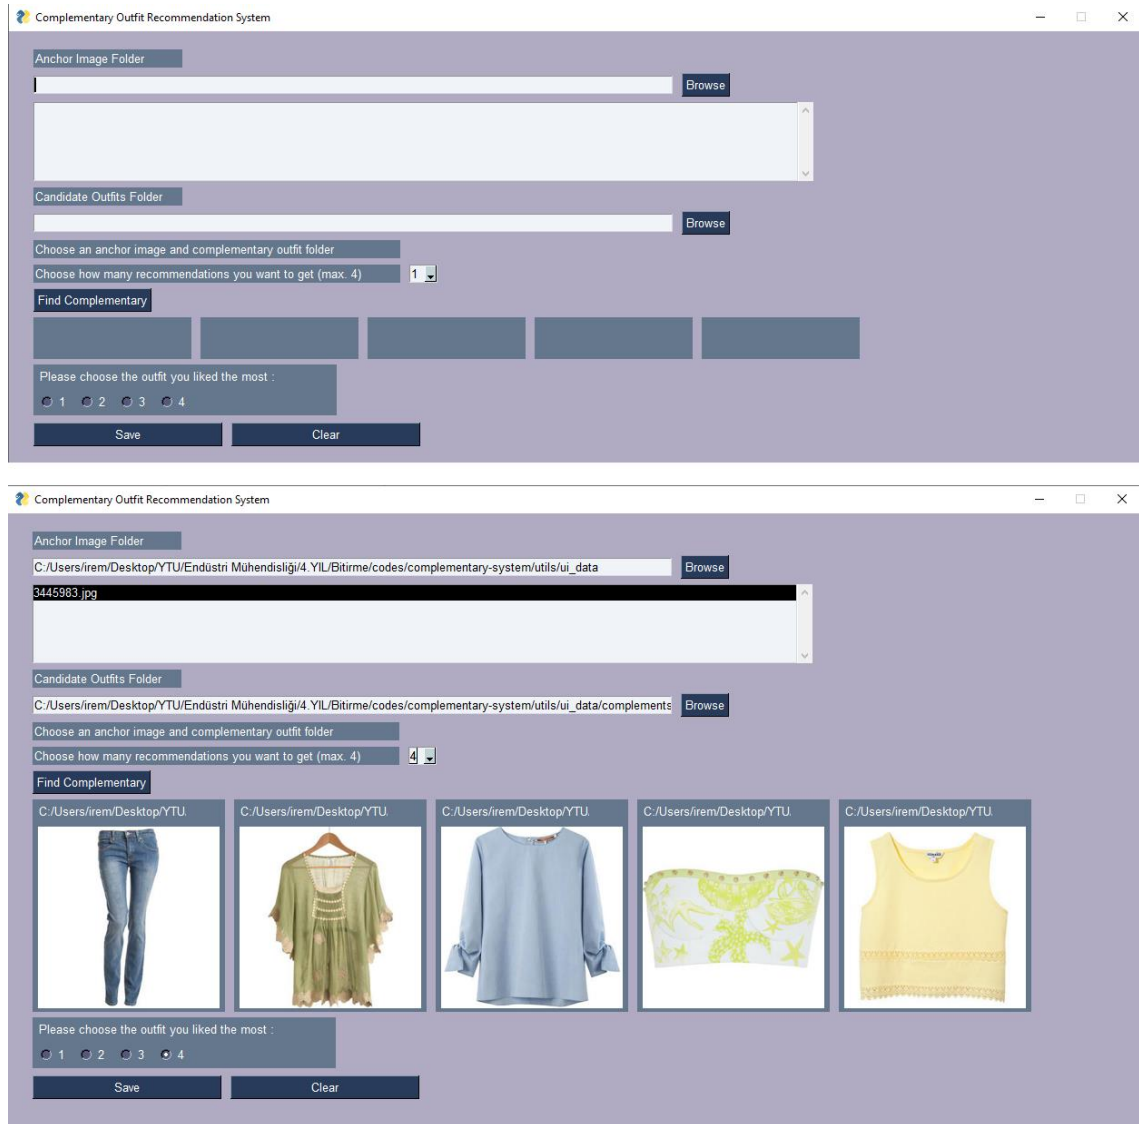 Complementary Outfit Recommendation System
Anchor Image Folder
Browse
Candidate Outfits Folder
Browse
Choose an anchor image and complementary outfit folder
Choose how many recommendations you want to get (max. 4) 1
Find Complementary
Please choose the outfit you liked the most :
1 2 3 4
Save Clear
Complementary Outfit Recommendation System
Anchor Image Folder
C:/Users/irem/Desktop/YTU/Endüstri Mühendisliği/4.YIL/Bitirme/codes/complementary-system/utils/ui_data Browse
3445983.jpg
Candidate Outfits Folder
C:/Users/irem/Desktop/YTU/Endüstri Mühendisliği/4.YIL/Bitirme/codes/complementary-system/utils/ui_data/complements Browse
Choose an anchor image and complementary outfit folder
Choose how many recommendations you want to get (max. 4) 4
Find Complementary
C:/Users/irem/Desktop/YTU. C:/Users/irem/Desktop/YTU. C:/Users/irem/Desktop/YTU. C:/Users/irem/Desktop/YTU. C:/Users/irem/Desktop/YTU.
Please choose the outfit you liked the most :
1 2 3 4
Save Clear